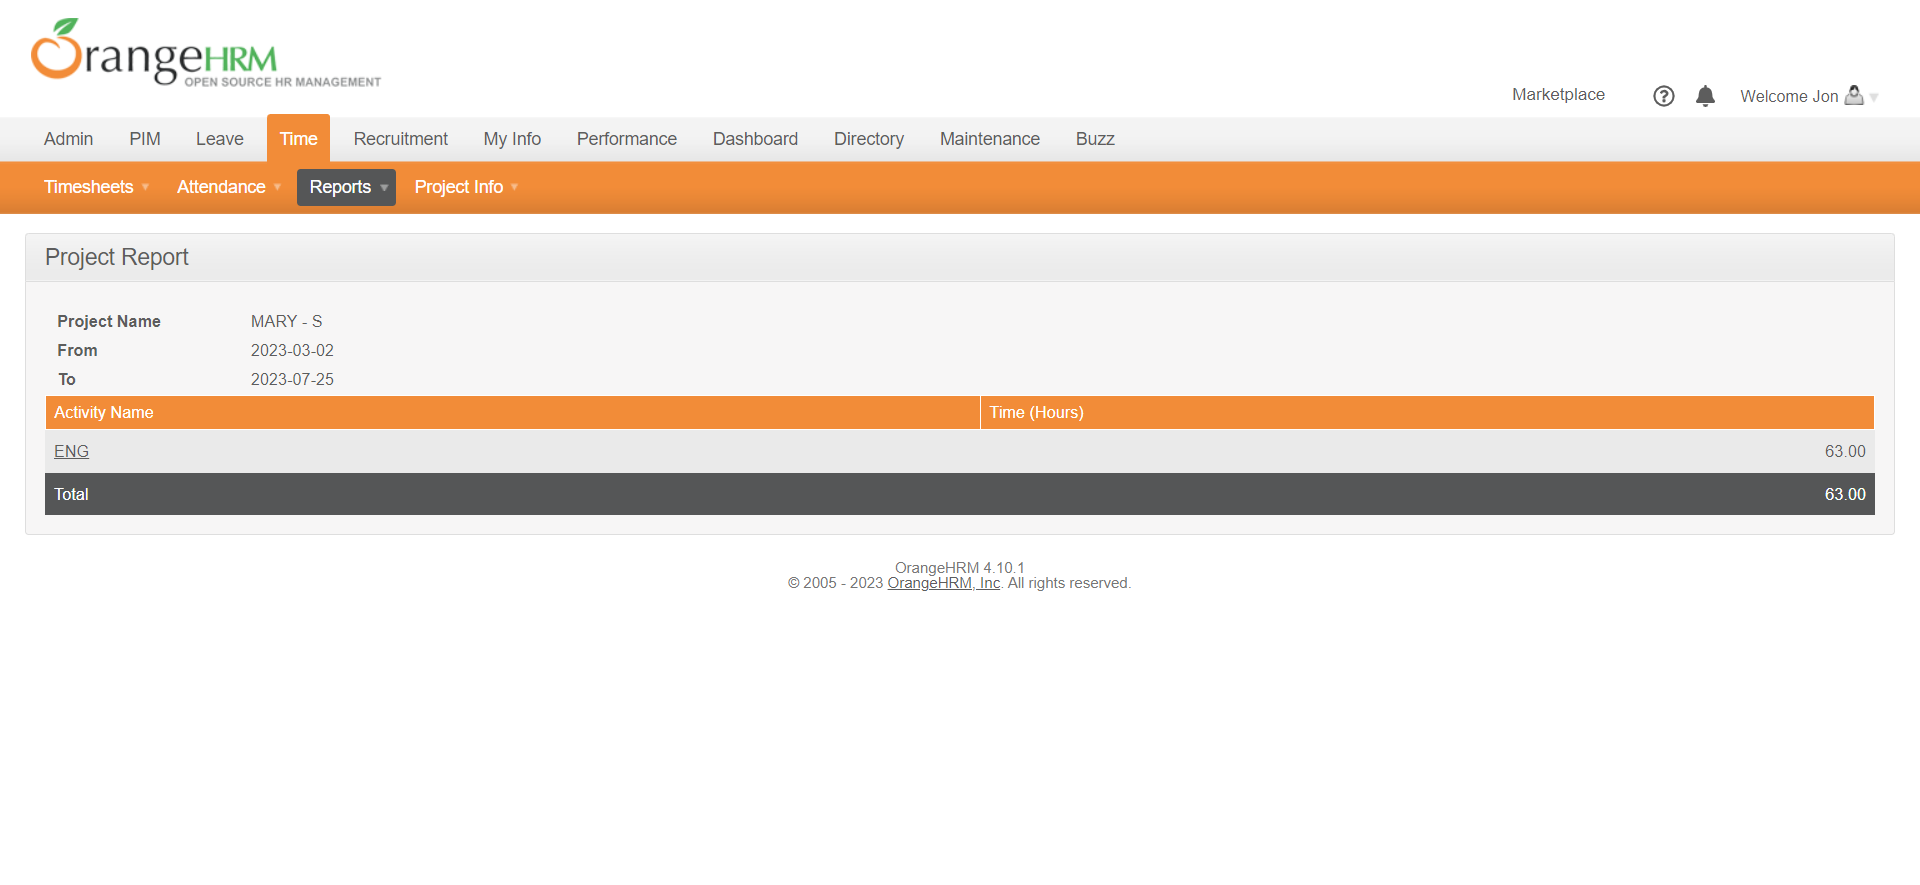 OrangeHRM
OPEN SOURCE HR MANAGEMENT
Marketplace
Welcome Jon
Admin PIM Leave Time Recruitment My Info Performance Dashboard Directory Maintenance Buzz
Timesheets Attendance Reports Project Info
Project Report
Project Name MARY - S
From 2023-03-02
To 2023-07-25
Activity Name Time (Hours)
ENG 63.00
Total 63.00
OrangeHRM 4.10.1
© 2005 - 2023 OrangeHRM, Inc. All rights reserved.